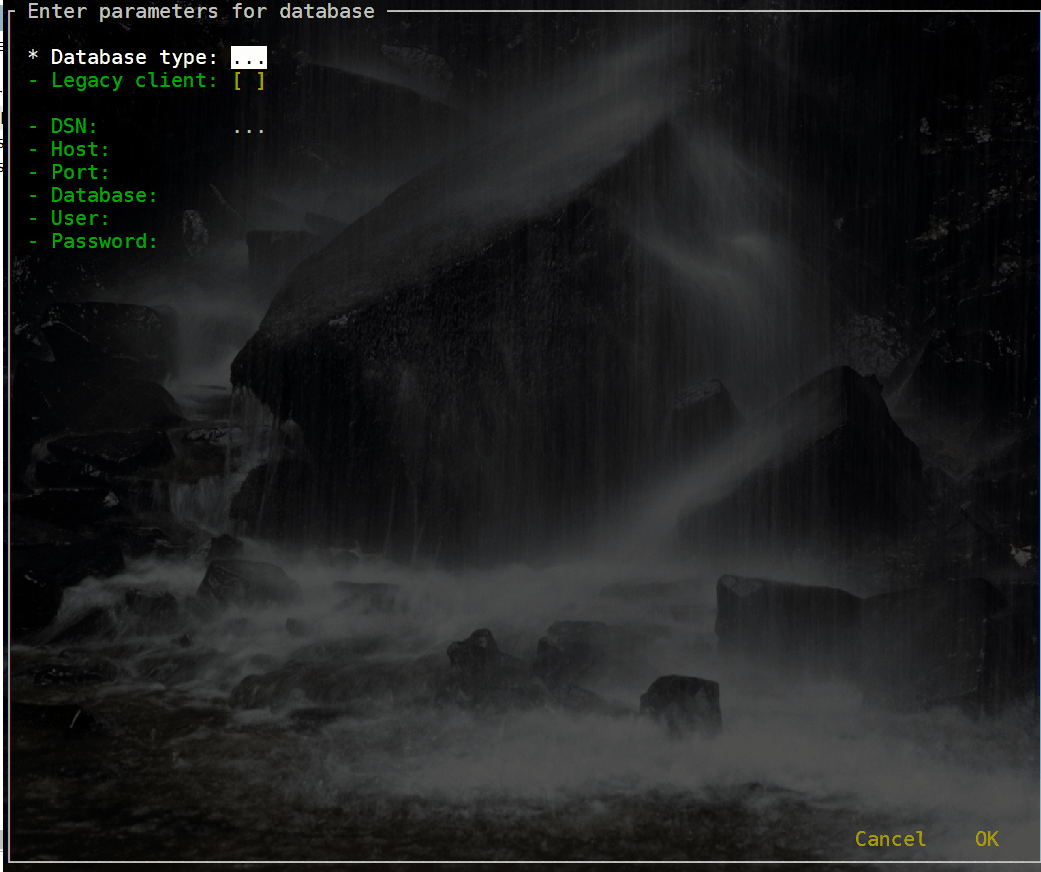 Enter parameters for database
* Database type: ...
- Legacy client: [ ]
- DSN: ...
- Host:
- Port:
- Database:
- User:
- Password:
Cancel OK